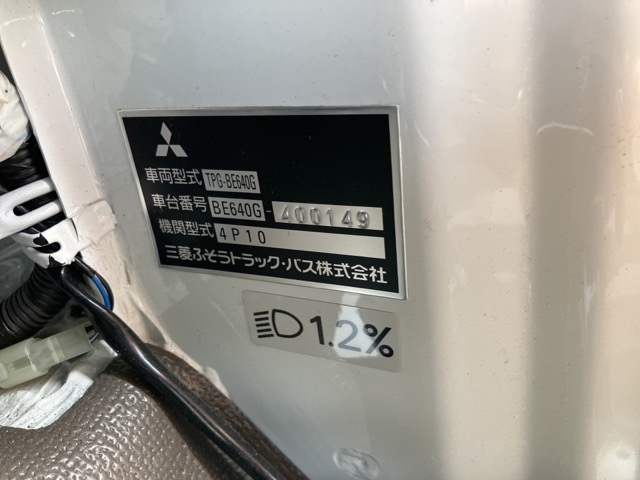 車両型式 TPG-BE640G
車台番号 BE640G-400149
機関型式 4P10
三菱ふそうトラック・バス株式会社
1.2%